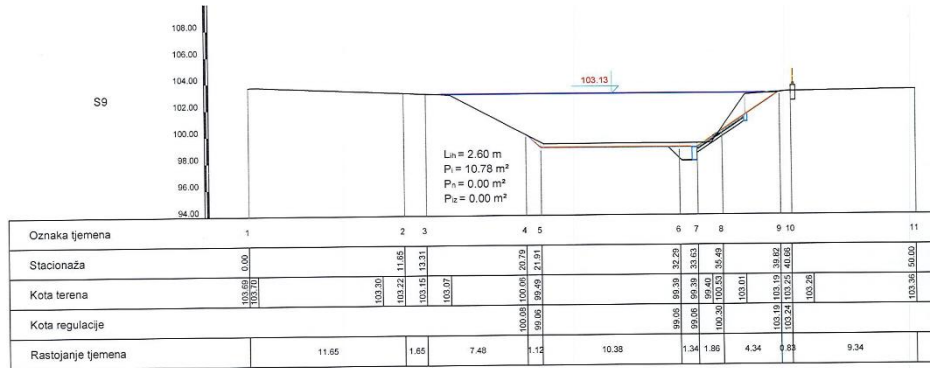 108.00
106.00
104.00
102.00
100.00
98.00
96.00
94.00
S9
103.13
Lih = 2.60 m
Pi = 10.78 m²
Pn = 0.00 m²
Piz = 0.00 m²
Oznaka tjemena 1 2 3 4 5 6 7 8 9 10 11
Stacionaža 0.00 11.65 13.31 20.79 21.91 32.29 33.63 35.49 39.82 40.66 50.00
Kota terena 103.69 103.70 103.30 103.22 103.15 103.07 100.06 99.49 99.39 99.39 99.40 100.53 103.01 103.19 103.25 103.26 103.36
Kota regulacije 100.08 99.06 99.06 99.06 100.30 103.19 103.24
Rastojanje tjemena 11.65 1.65 7.48 1.12 10.38 1.34 1.86 4.34 0.83 9.34